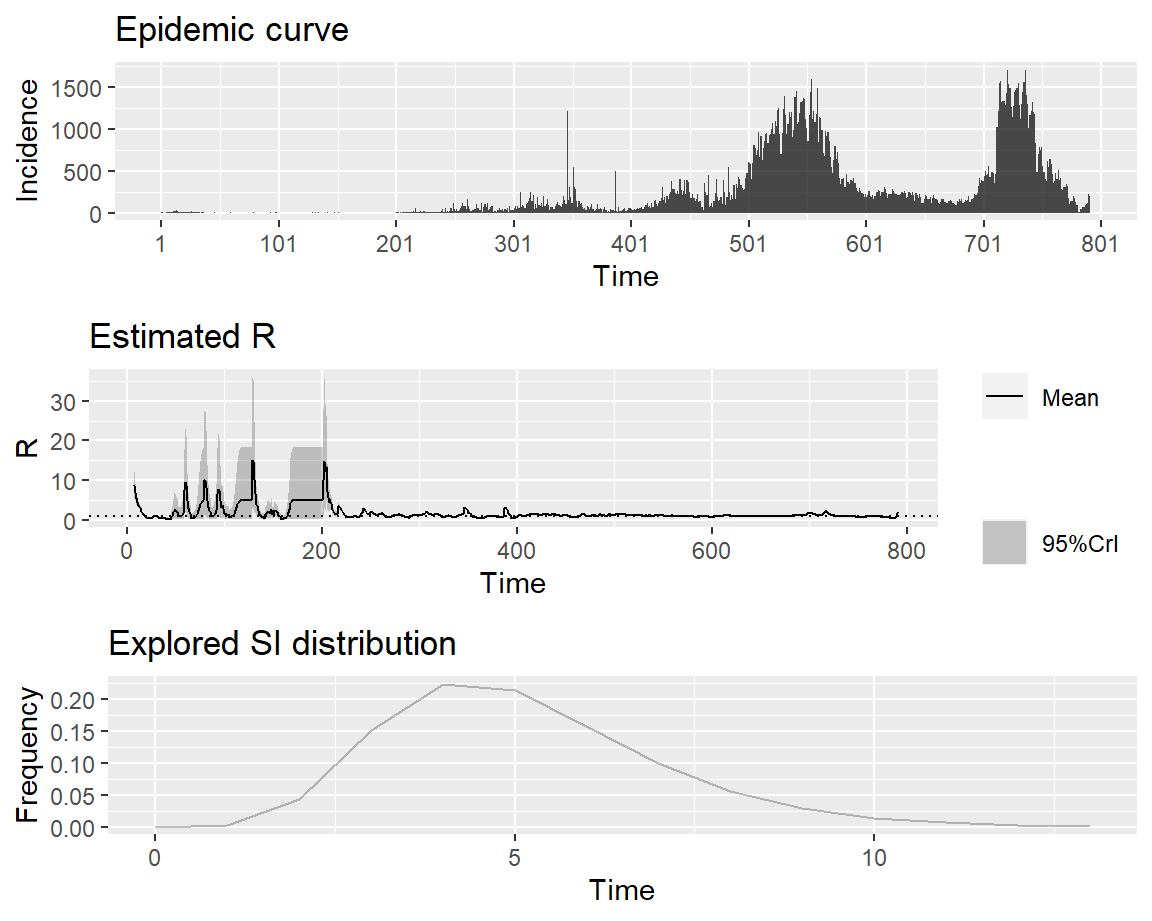 Epidemic curve
Incidence
1500
1000
500
0
1 101 201 301 401 501 601 701 801
Time
Estimated R
R
30
20
10
0
0 200 400 600 800
Time
Mean
95%CrI
Explored SI distribution
Frequency
0.20
0.15
0.10
0.05
0.00
0 5 10
Time